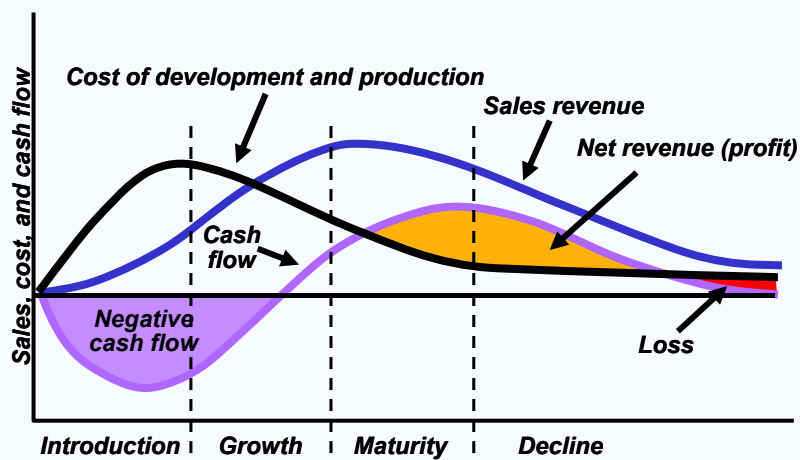 Cost of development and production
Sales revenue
Net revenue (profit)
Sales, cost, and cash flow
Cash
flow
Negative
cash flow
Loss
Introduction
Growth
Maturity
Decline